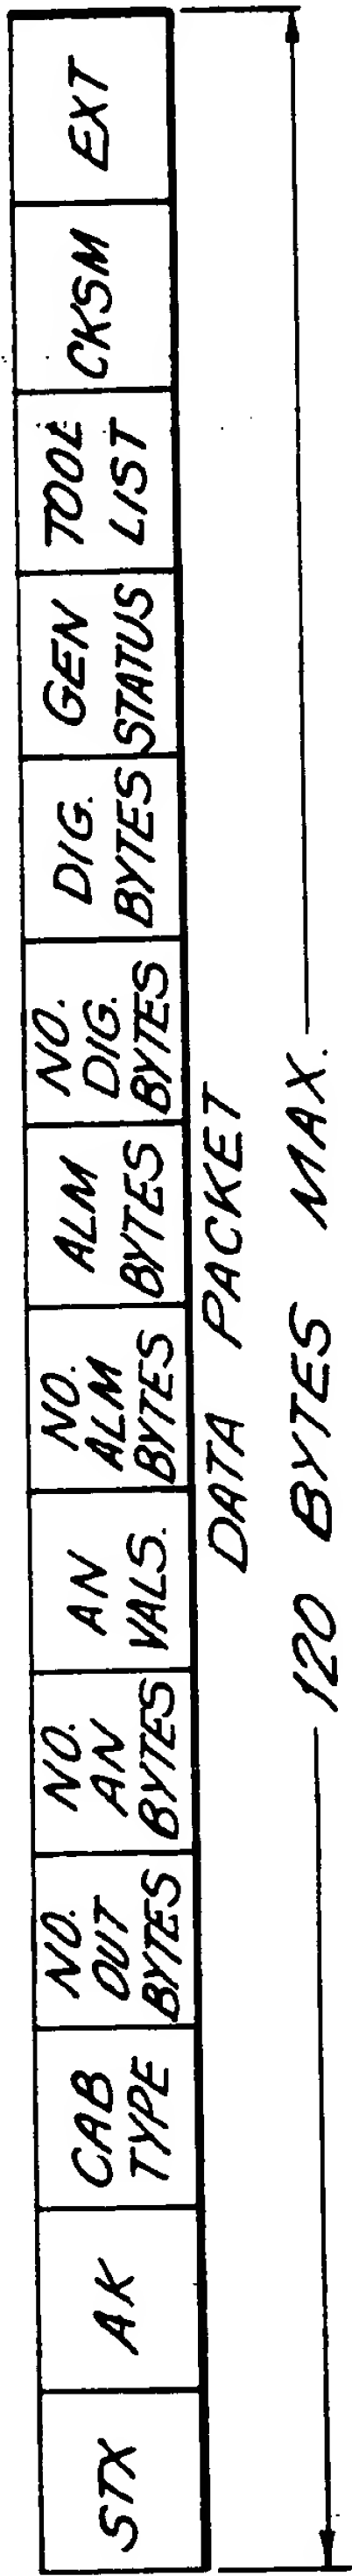 STX
AK
CAB
TYPE
NO.
OUT
BYTES
NO.
AN
BYTES
AN
VALS.
NO.
ALM
BYTES
ALM
BYTES
NO.
DIG.
BYTES
DIG.
BYTES
GEN
STATUS
TOOL
LIST
CKSM
EXT
DATA PACKET
120 BYTES MAX.